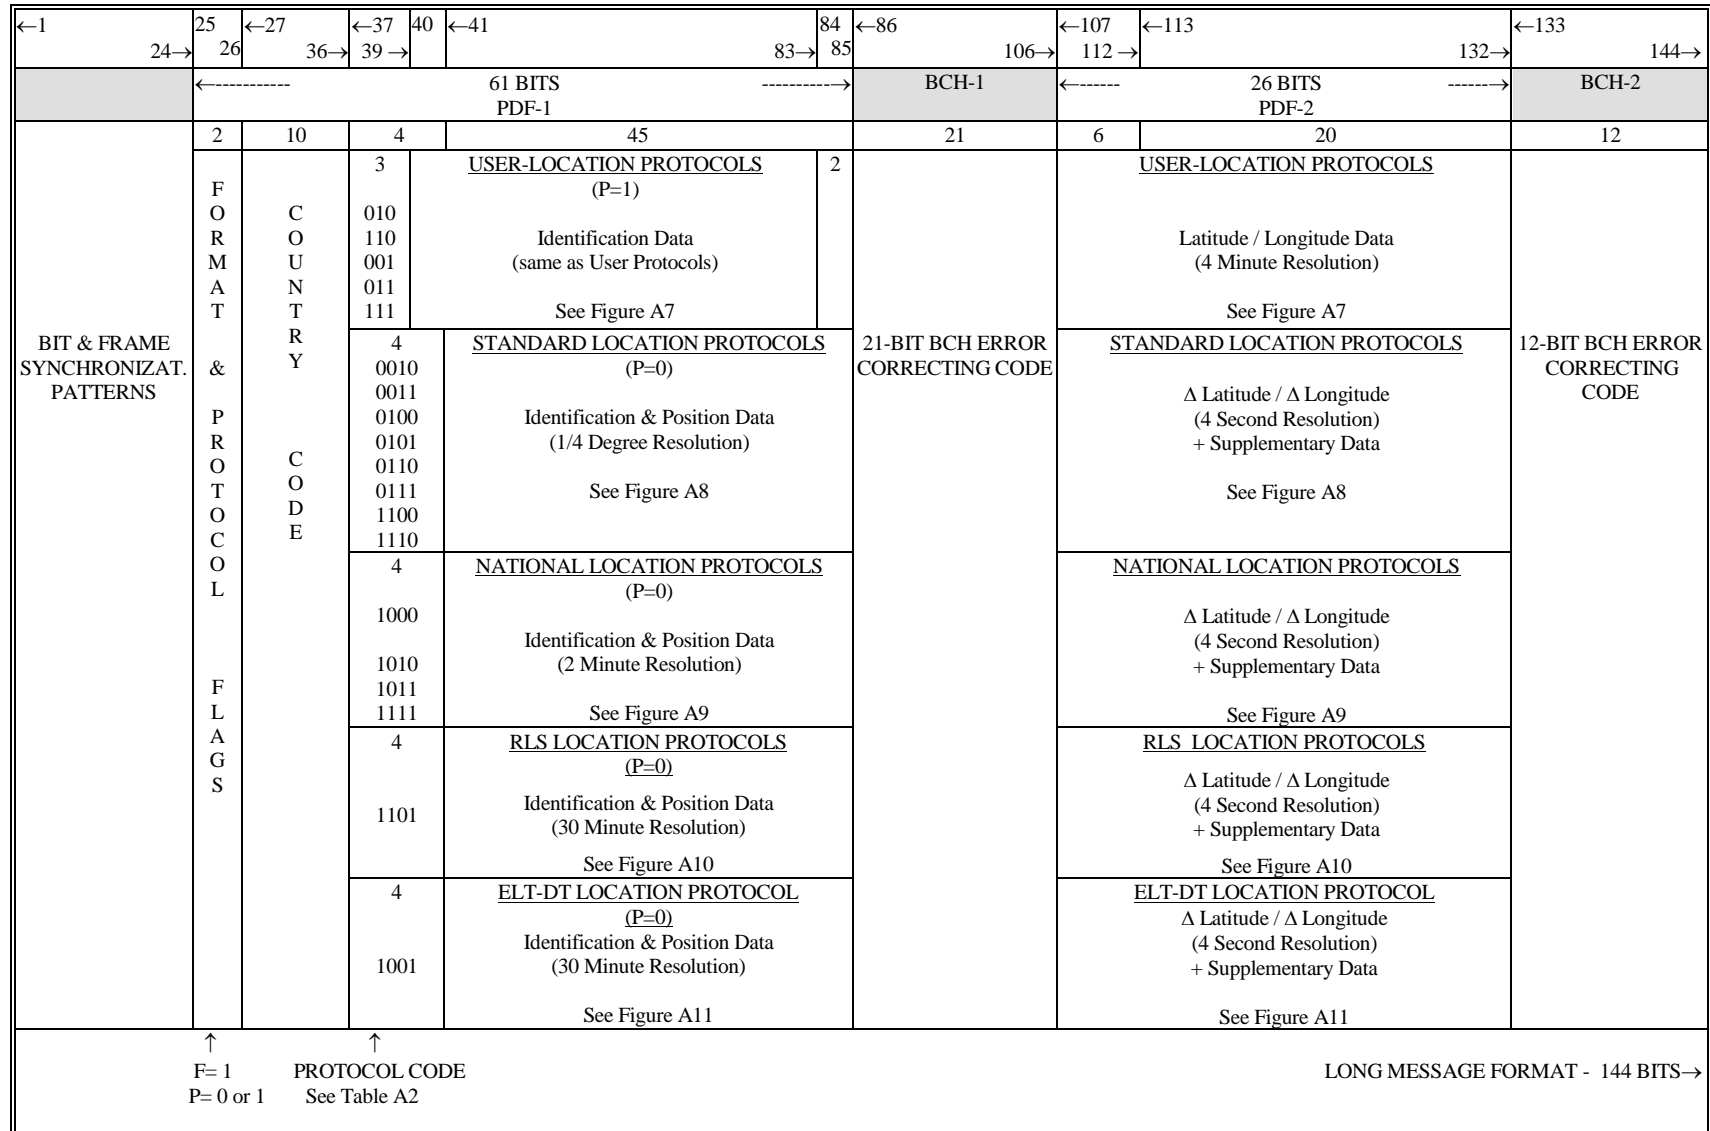 ←1 25 ←27 ←37 40 ←41 84 ←86 ←107 ←113 ←133
24→ 26 36→ 39 → 83→ 85 106→ 112 → 132→ 144→
←----------- 61 BITS -----------→ BCH-1 ←------ 26 BITS ------→ BCH-2
PDF-1 PDF-2
2 10 4 45 21 6 20 12
BIT & FRAME
SYNCHRONIZAT.
PATTERNS
FORMAT & PROTOCOL FLAGS
COUNTRY CODE
3 USER-LOCATION PROTOCOLS 2
(P=1)
010
110 Identification Data
001 (same as User Protocols)
011
111 See Figure A7
4 STANDARD LOCATION PROTOCOLS
0010 (P=0)
0011
0100 Identification & Position Data
0101 (1/4 Degree Resolution)
0110
0111 See Figure A8
1100
1110
4 NATIONAL LOCATION PROTOCOLS
(P=0)
1000
Identification & Position Data
1010 (2 Minute Resolution)
1011
1111 See Figure A9
4 RLS LOCATION PROTOCOLS
(P=0)
Identification & Position Data
1101 (30 Minute Resolution)
See Figure A10
4 ELT-DT LOCATION PROTOCOL
(P=0)
Identification & Position Data
1001 (30 Minute Resolution)
See Figure A11
21-BIT BCH ERROR
CORRECTING CODE
USER-LOCATION PROTOCOLS
Latitude / Longitude Data
(4 Minute Resolution)
See Figure A7
STANDARD LOCATION PROTOCOLS
Δ Latitude / Δ Longitude
(4 Second Resolution)
+ Supplementary Data
See Figure A8
NATIONAL LOCATION PROTOCOLS
Δ Latitude / Δ Longitude
(4 Second Resolution)
+ Supplementary Data
See Figure A9
RLS LOCATION PROTOCOLS
Δ Latitude / Δ Longitude
(4 Second Resolution)
+ Supplementary Data
See Figure A10
ELT-DT LOCATION PROTOCOL
Δ Latitude / Δ Longitude
(4 Second Resolution)
+ Supplementary Data
See Figure A11
12-BIT BCH ERROR
CORRECTING
CODE
↑ ↑
F= 1 PROTOCOL CODE LONG MESSAGE FORMAT - 144 BITS→
P= 0 or 1 See Table A2